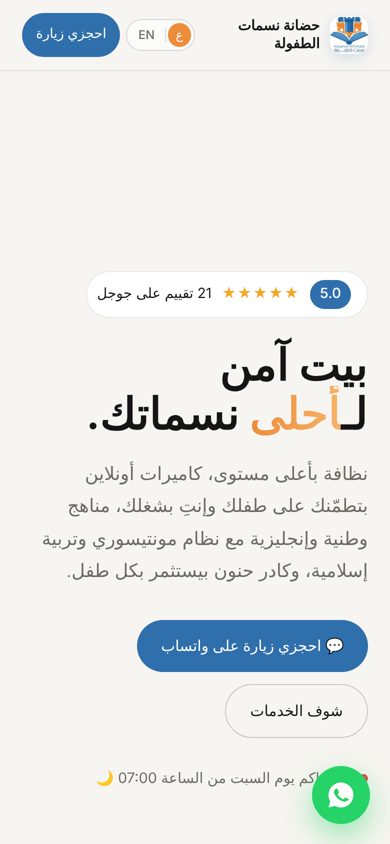 حضانة نسمات
الطفولة
ع
EN
احجزي زيارة
5.0 ★★★★★ 21 تقييم على جوجل
بيت آمن
لـأحلى نسماتك.
نظافة بأعلى مستوى، كاميرات أونلاين
بتطمّنك على طفلك وإنتِ بشغلك، مناهج
وطنية وإنجليزية مع نظام مونتيسوري وتربية
إسلامية، وكادر حنون بيستثمر بكل طفل.
💬 احجزي زيارة على واتساب
شوف الخدمات
يوم السبت من الساعة 07:00 🌙